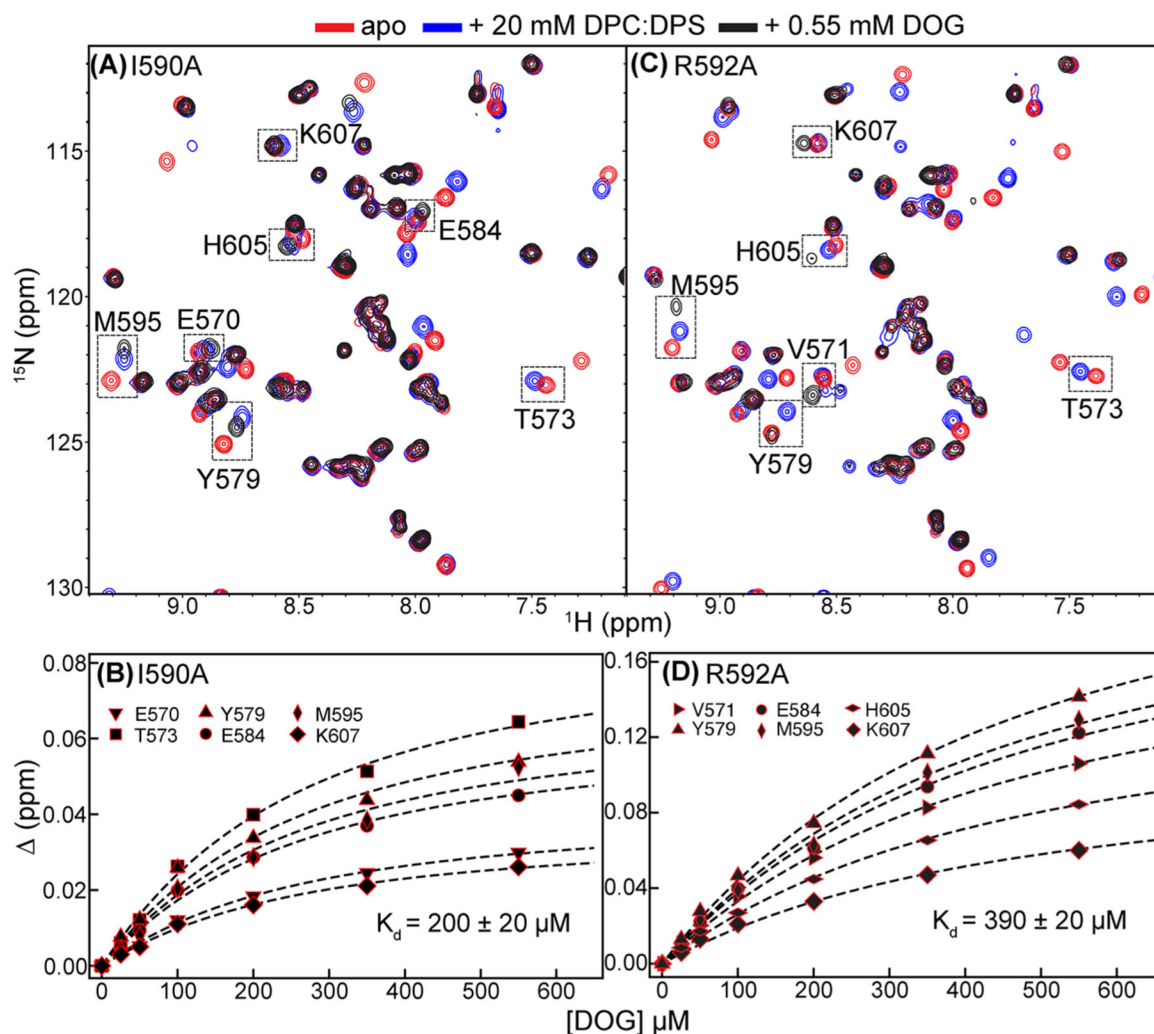 apo + 20 mM DPC:DPS + 0.55 mM DOG
(A) I590A
K607
E584
H605
M595
E570
T573
Y579
(C) R592A
K607
H605
M595
V571
T573
Y579
115
120
125
130
¹⁵N (ppm)
9.0 8.5 8.0 7.5 9.0 8.5 8.0 7.5
¹H (ppm)
(B) I590A
E570 Y579 M595
T573 E584 K607
K_d = 200 ± 20 μM
0.08
0.06
0.04
0.02
0.00
Δ (ppm)
0 100 200 300 400 500 600
(D) R592A
V571 E584 H605
Y579 M595 K607
K_d = 390 ± 20 μM
0.16
0.12
0.08
0.04
0.00
0 100 200 300 400 500 600
[DOG] μM